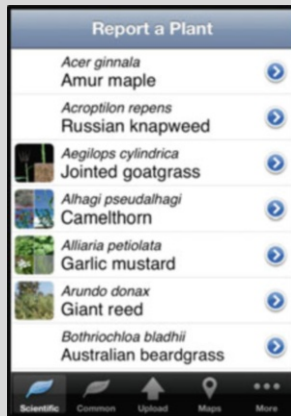 Report a Plant
Acer ginnala
Amur maple
Acroptilon repens
Russian knapweed
Aegilops cylindrica
Jointed goatgrass
Alhagi pseudalhagi
Camelthorn
Alliaria petiolata
Garlic mustard
Arundo donax
Giant reed
Bothriochloa bladhii
Australian beardgrass
Scientific Common Upload Maps More